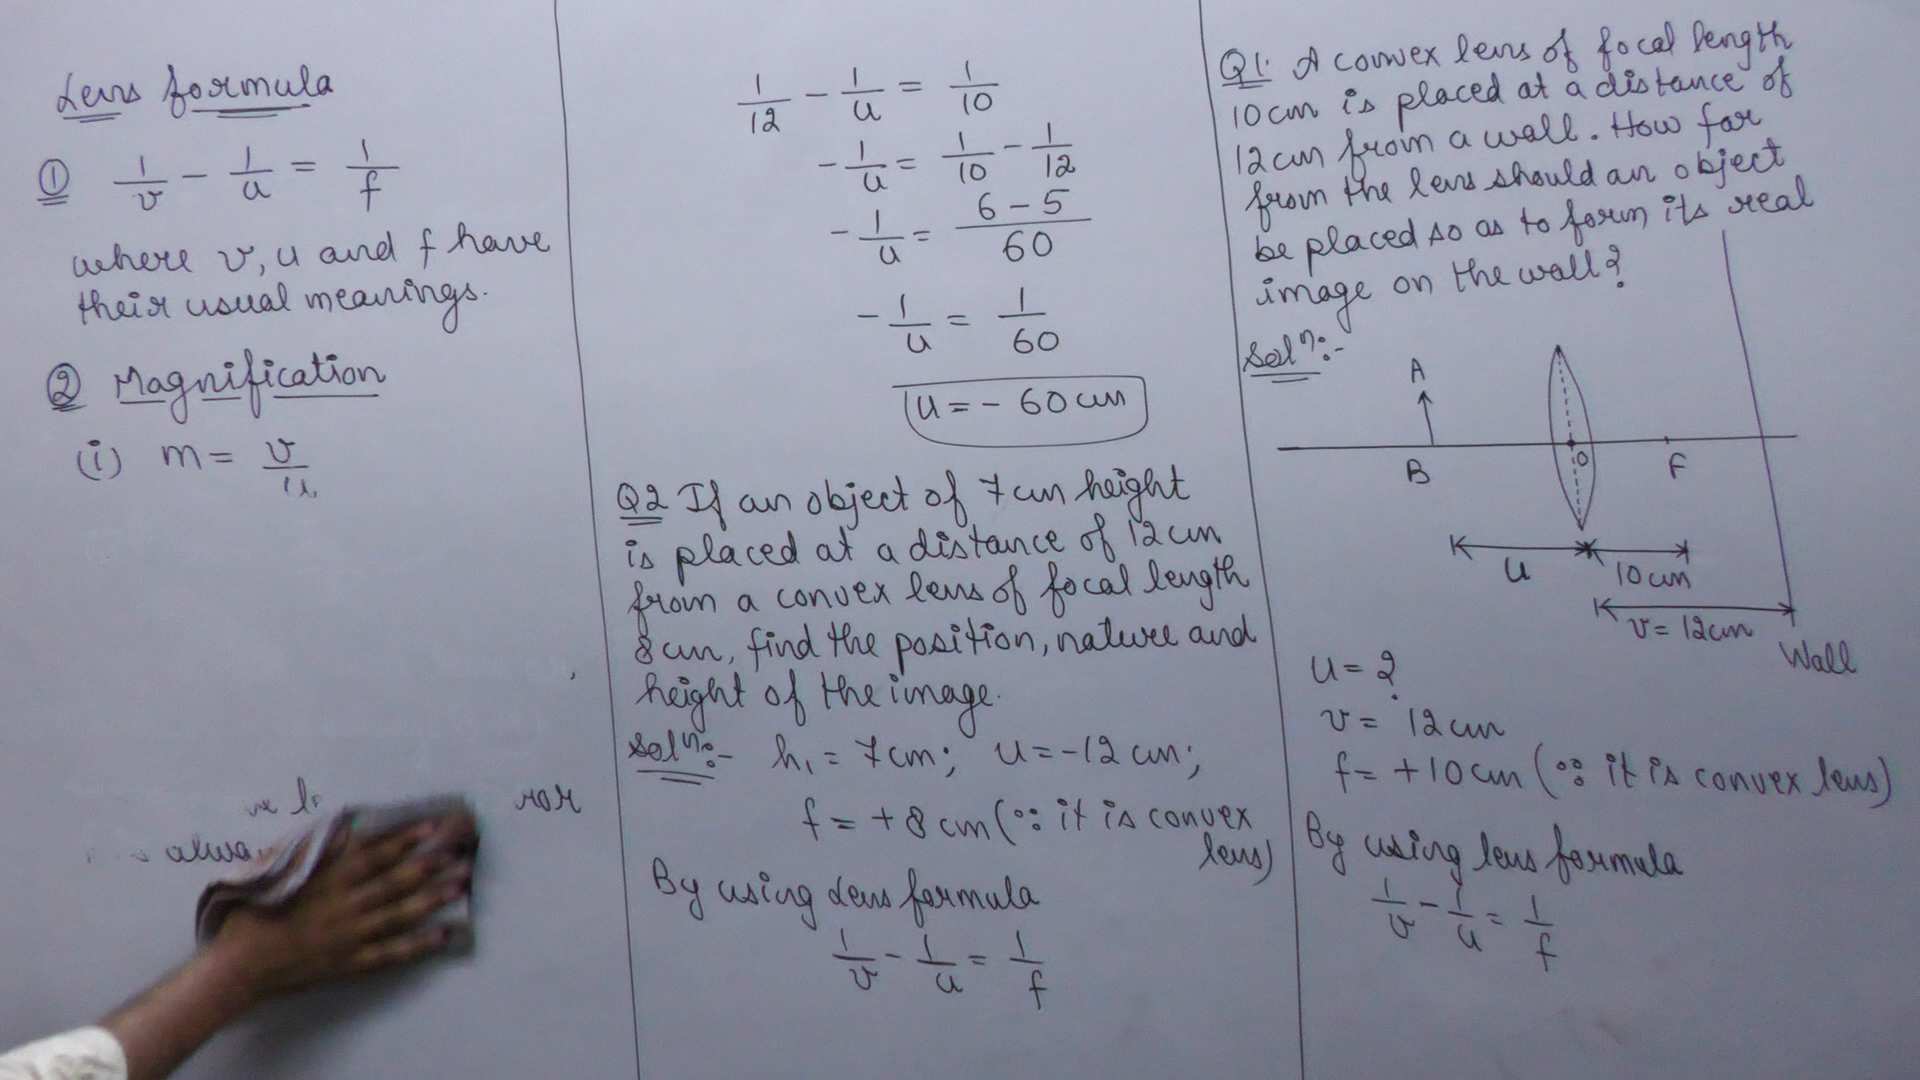 Lens formula
① 1/v - 1/u = 1/f
where v, u and f have
their usual meanings.
② Magnification
(i) m = v/u
1/12 - 1/u = 1/10
- 1/u = 1/10 - 1/12
- 1/u = 6 - 5/60
- 1/u = 1/60
u = - 60 cm
Q2 If an object of 7 cm height
is placed at a distance of 12 cm
from a convex lens of focal length
8 cm, find the position, nature and
height of the image.
Solⁿ:- h₁ = 7cm; u = -12 cm;
f = + 8 cm (∵ it is convex
lens)
By using Lens formula
1/v - 1/u = 1/f
Q1. A convex lens of focal length
10 cm is placed at a distance of
12 cm from a wall. How far
from the lens should an object
be placed so as to form its real
image on the wall?
Solⁿ:-
A
B
O
F
u
10 cm
v = 12 cm
Wall
u = ?
v = 12 cm
f = +10 cm (∵ it is convex lens)
By using lens formula
1/v - 1/u = 1/f